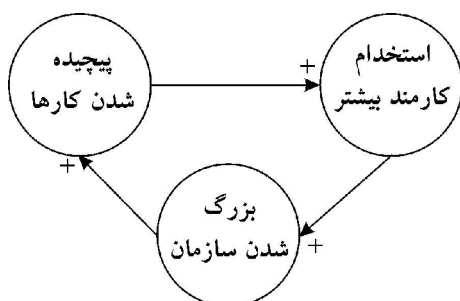 استخدام
کارمند بیشتر
+
پیچیده
شدن کارها
+
بزرگ
شدن سازمان
+